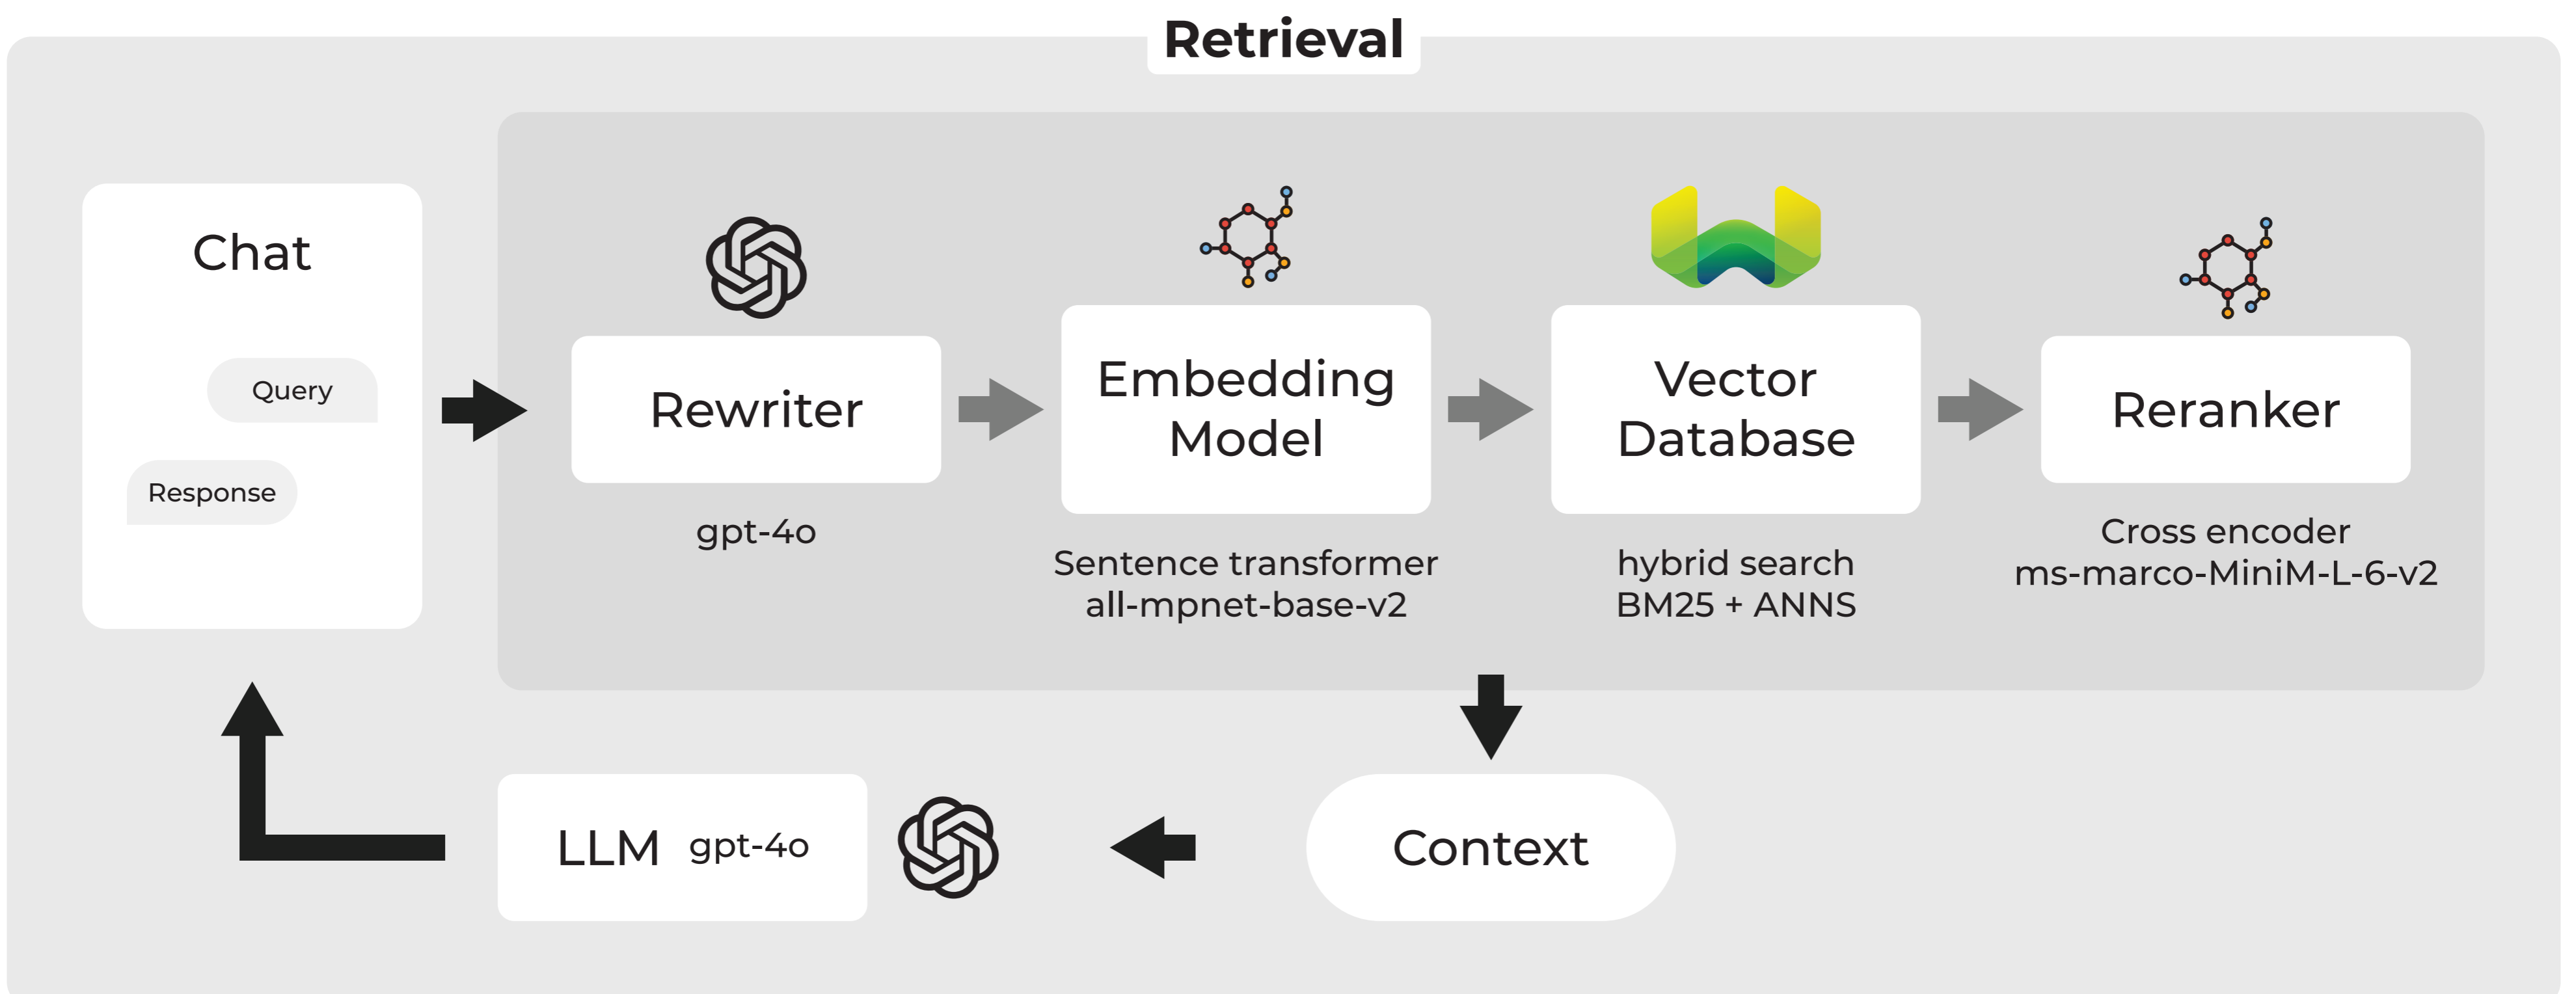 Retrieval
Chat
Query
Response
Rewriter
gpt-4o
Embedding
Model
Sentence transformer
all-mpnet-base-v2
Vector
Database
hybrid search
BM25 + ANNS
Reranker
Cross encoder
ms-marco-MiniM-L-6-v2
LLM gpt-4o
Context